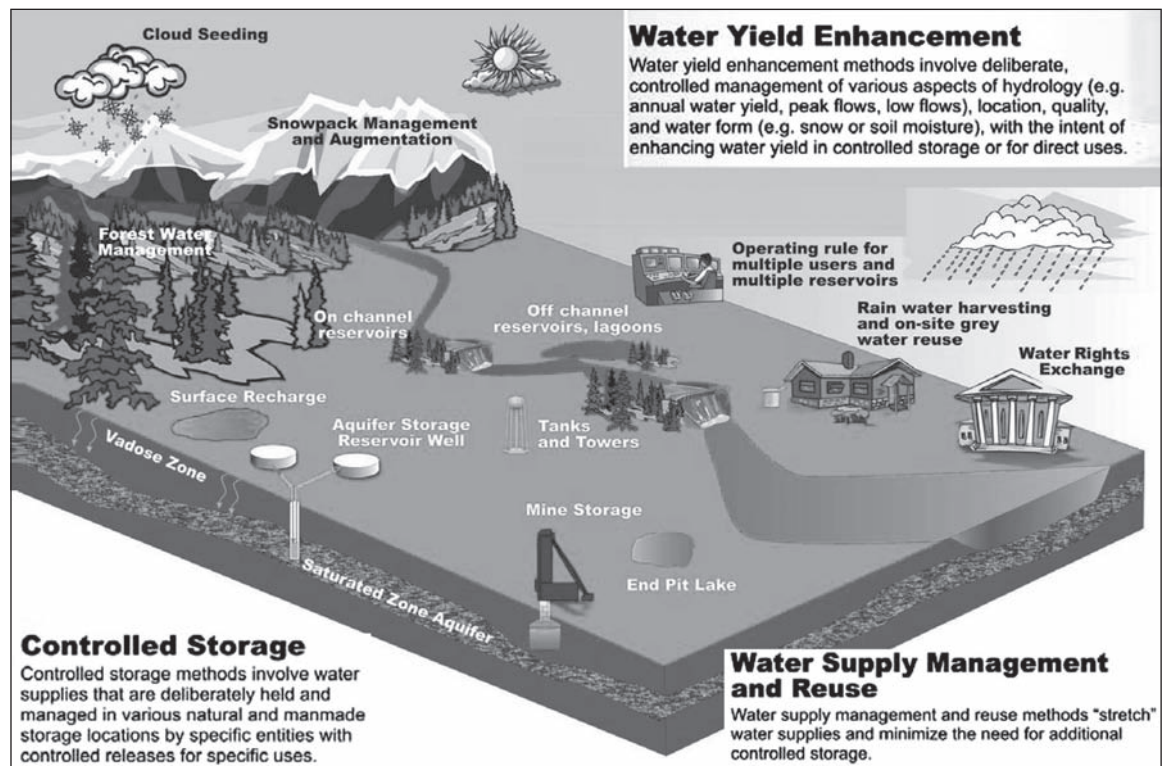 Cloud Seeding
Water Yield Enhancement
Water yield enhancement methods involve deliberate,
controlled management of various aspects of hydrology (e.g.
annual water yield, peak flows, low flows), location, quality,
and water form (e.g. snow or soil moisture), with the intent of
enhancing water yield in controlled storage or for direct uses.
Snowpack Management
and Augmentation
Forest Water
Management
Operating rule for
multiple users and
multiple reservoirs
On channel
reservoirs
Off channel
reservoirs, lagoons
Rain water harvesting
and on-site grey
water reuse
Water Rights
Exchange
Surface Recharge
Aquifer Storage
Reservoir Well
Tanks
and Towers
Vadose Zone
Mine Storage
End Pit Lake
Saturated Zone Aquifer
Controlled Storage
Controlled storage methods involve water
supplies that are deliberately held and
managed in various natural and manmade
storage locations by specific entities with
controlled releases for specific uses.
Water Supply Management
and Reuse
Water supply management and reuse methods “stretch”
water supplies and minimize the need for additional
controlled storage.